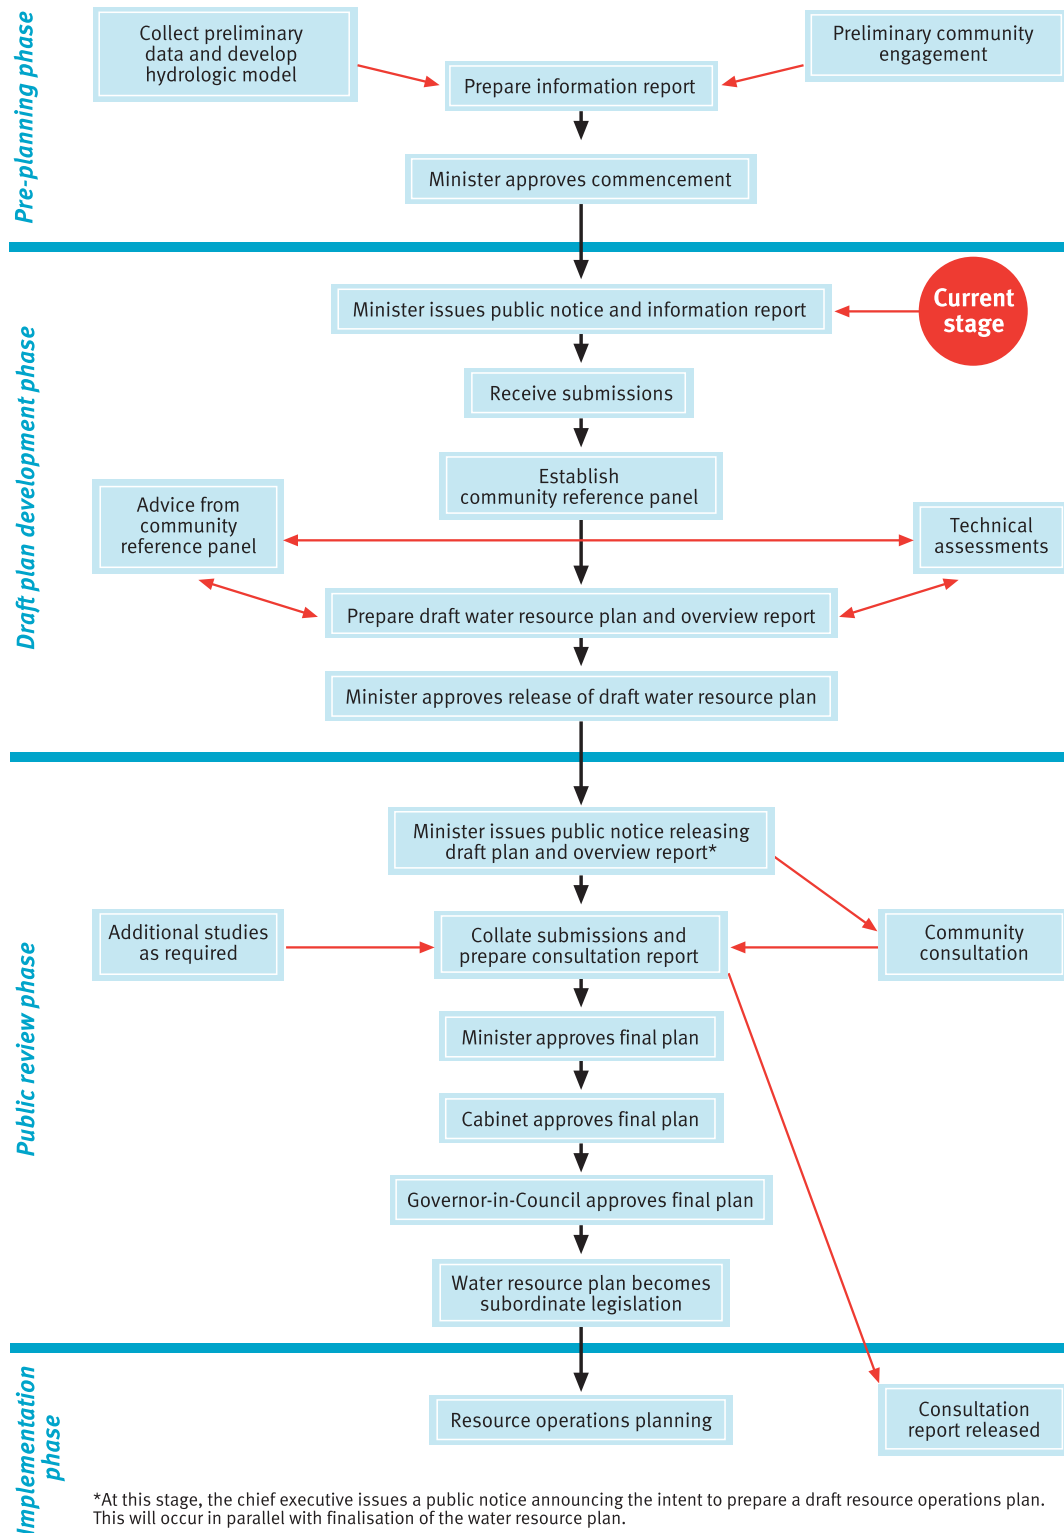 Pre-planning phase
Collect preliminary
data and develop
hydrologic model
Preliminary community
engagement
Prepare information report
Minister approves commencement
Draft plan development phase
Minister issues public notice and information report
Current
stage
Receive submissions
Establish
community reference panel
Advice from
community
reference panel
Technical
assessments
Prepare draft water resource plan and overview report
Minister approves release of draft water resource plan
Public review phase
Minister issues public notice releasing
draft plan and overview report*
Additional studies
as required
Collate submissions and
prepare consultation report
Community
consultation
Minister approves final plan
Cabinet approves final plan
Governor-in-Council approves final plan
Water resource plan becomes
subordinate legislation
Implementation
phase
Resource operations planning
Consultation
report released
*At this stage, the chief executive issues a public notice announcing the intent to prepare a draft resource operations plan.
This will occur in parallel with finalisation of the water resource plan.